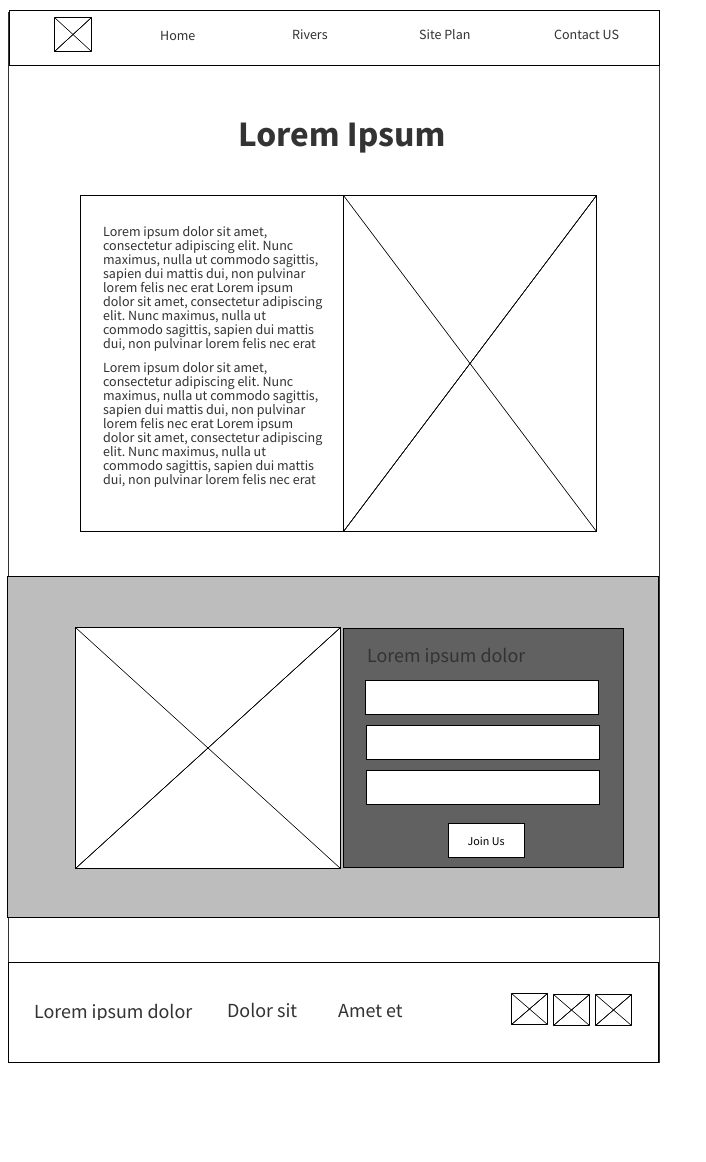 Home Rivers Site Plan Contact US
Lorem Ipsum
Lorem ipsum dolor sit amet,
consectetur adipiscing elit. Nunc
maximus, nulla ut commodo sagittis,
sapien dui mattis dui, non pulvinar
lorem felis nec erat Lorem ipsum
dolor sit amet, consectetur adipiscing
elit. Nunc maximus, nulla ut
commodo sagittis, sapien dui mattis
dui, non pulvinar lorem felis nec erat
Lorem ipsum dolor sit amet,
consectetur adipiscing elit. Nunc
maximus, nulla ut commodo sagittis,
sapien dui mattis dui, non pulvinar
lorem felis nec erat Lorem ipsum
dolor sit amet, consectetur adipiscing
elit. Nunc maximus, nulla ut
commodo sagittis, sapien dui mattis
dui, non pulvinar lorem felis nec erat
Lorem ipsum dolor
Join Us
Lorem ipsum dolor Dolor sit Amet et